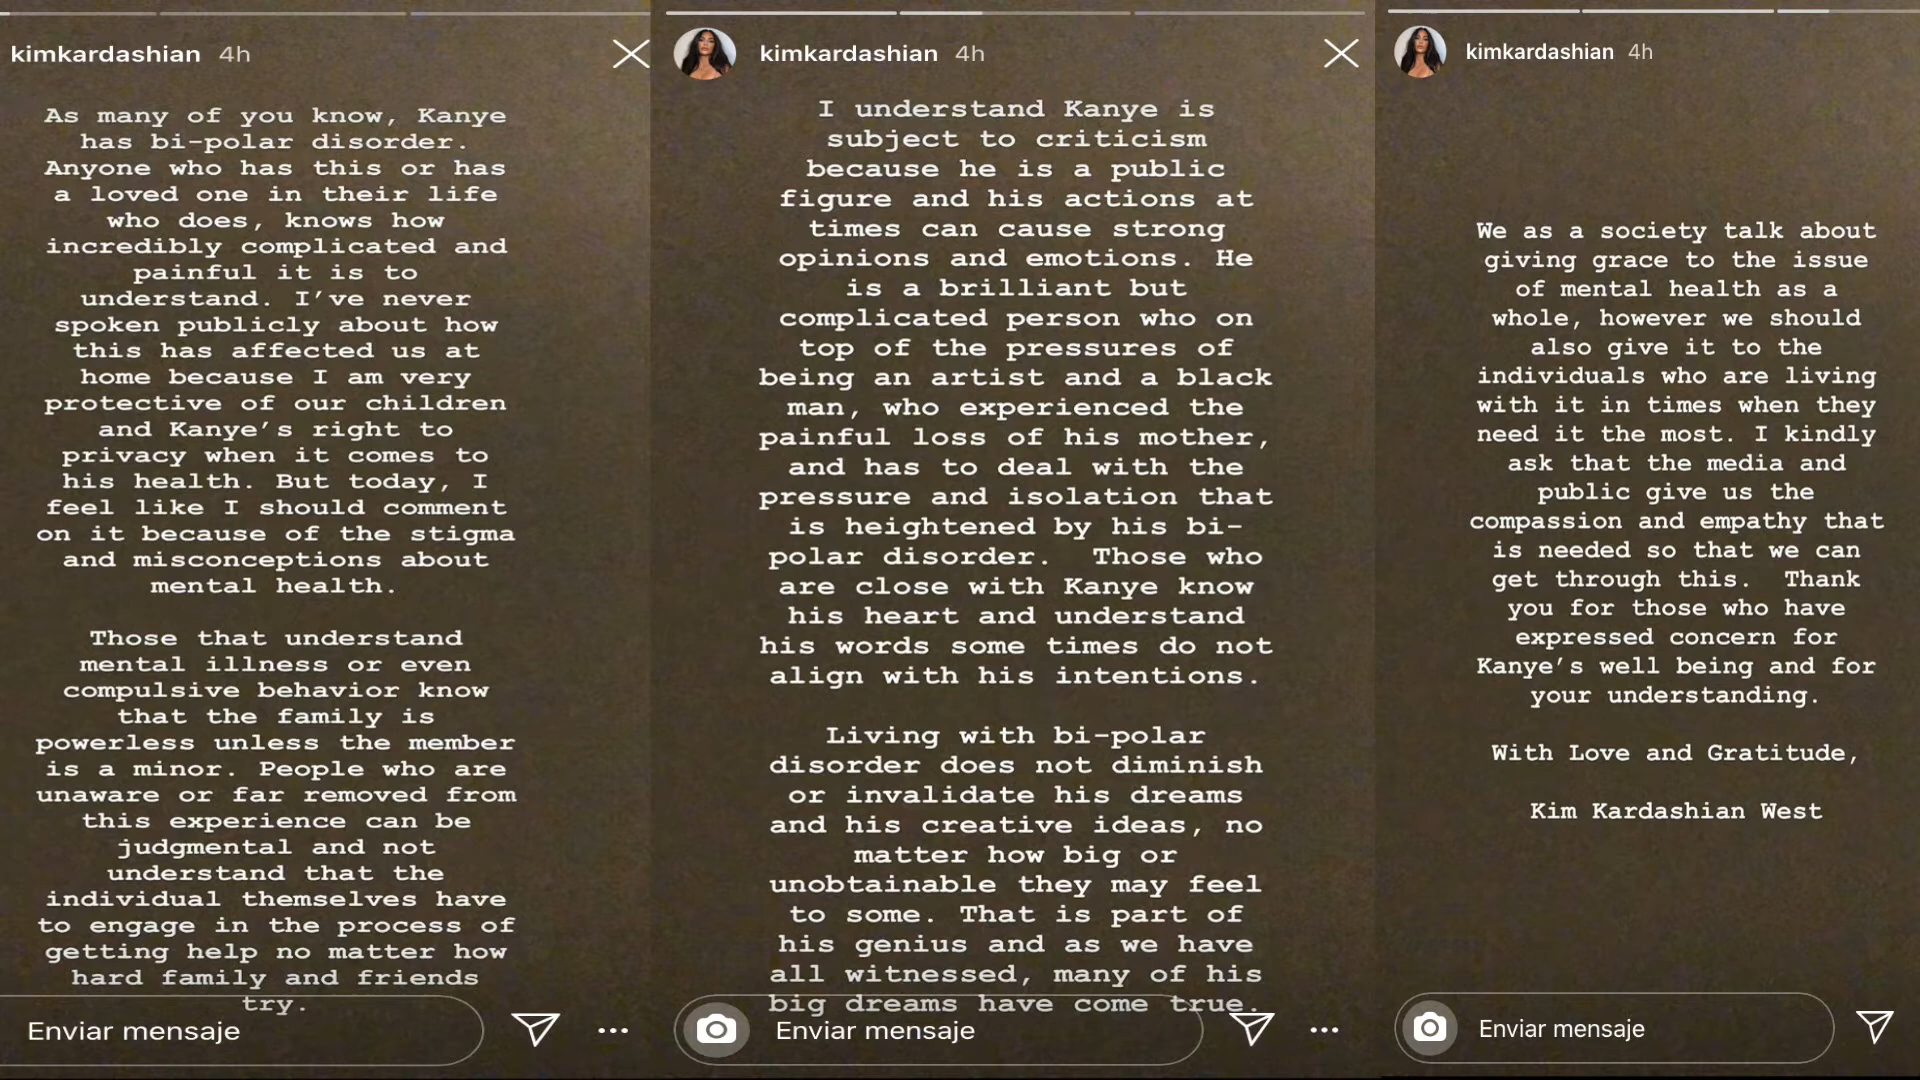 kimkardashian 4h
As many of you know, Kanye
has bi-polar disorder.
Anyone who has this or has
a loved one in their life
who does, knows how
incredibly complicated and
painful it is to
understand. I’ve never
spoken publicly about how
this has affected us at
home because I am very
protective of our children
and Kanye’s right to
privacy when it comes to
his health. But today, I
feel like I should comment
on it because of the stigma
and misconceptions about
mental health.
Those that understand
mental illness or even
compulsive behavior know
that the family is
powerless unless the member
is a minor. People who are
unaware or far removed from
this experience can be
judgmental and not
understand that the
individual themselves have
to engage in the process of
getting help no matter how
hard family and friends
try.
Enviar mensaje
kimkardashian 4h
I understand Kanye is
subject to criticism
because he is a public
figure and his actions at
times can cause strong
opinions and emotions. He
is a brilliant but
complicated person who on
top of the pressures of
being an artist and a black
man, who experienced the
painful loss of his mother,
and has to deal with the
pressure and isolation that
is heightened by his bi-
polar disorder. Those who
are close with Kanye know
his heart and understand
his words some times do not
align with his intentions.
Living with bi-polar
disorder does not diminish
or invalidate his dreams
and his creative ideas, no
matter how big or
unobtainable they may feel
to some. That is part of
his genius and as we have
all witnessed, many of his
big dreams have come true.
Enviar mensaje
kimkardashian 4h
We as a society talk about
giving grace to the issue
of mental health as a
whole, however we should
also give it to the
individuals who are living
with it in times when they
need it the most. I kindly
ask that the media and
public give us the
compassion and empathy that
is needed so that we can
get through this. Thank
you for those who have
expressed concern for
Kanye’s well being and for
your understanding.
With Love and Gratitude,
Kim Kardashian West
Enviar mensaje